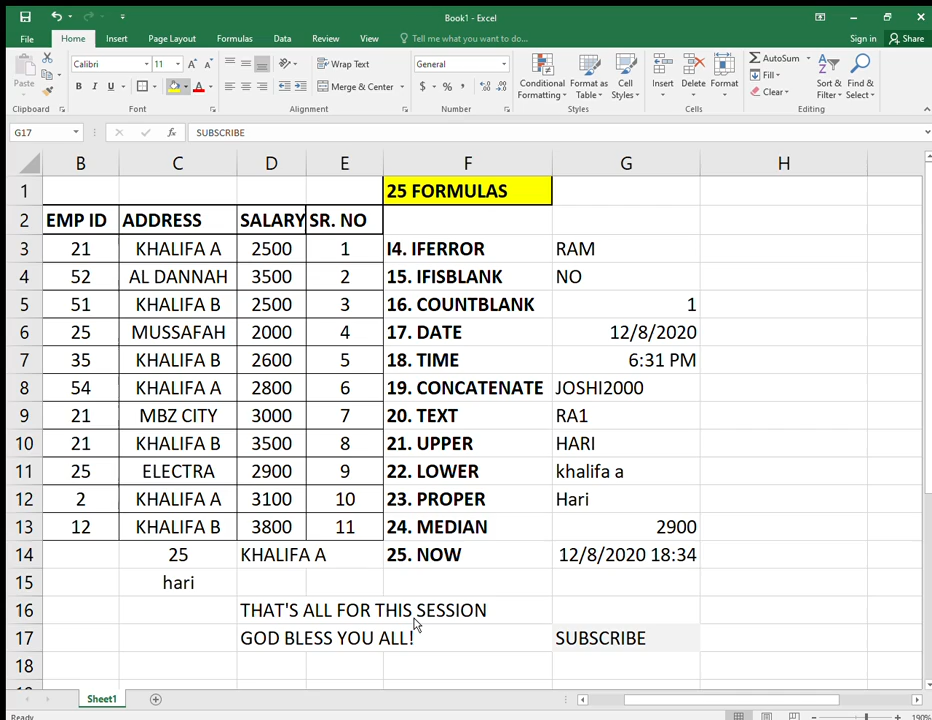 Book1 - Excel
File Home Insert Page Layout Formulas Data Review View Tell me what you want to do... Sign in Share
Paste Calibri 11 Wrap Text General Conditional Formatting Format as Table Cell Styles Insert Delete Format AutoSum Fill Clear Sort & Filter Find & Select
B I U A Merge & Center $ % ,
Clipboard Font Alignment Number Styles Cells Editing
G17 fx SUBSCRIBE
B C D E F G H
1 25 FORMULAS
2 EMP ID ADDRESS SALARY SR. NO
3 21 KHALIFA A 2500 1 I4. IFERROR RAM
4 52 AL DANNAH 3500 2 15. IFISBLANK NO
5 51 KHALIFA B 2500 3 16. COUNTBLANK 1
6 25 MUSSAFAH 2000 4 17. DATE 12/8/2020
7 35 KHALIFA B 2600 5 18. TIME 6:31 PM
8 54 KHALIFA A 2800 6 19. CONCATENATE JOSHI2000
9 21 MBZ CITY 3000 7 20. TEXT RA1
10 21 KHALIFA B 3500 8 21. UPPER HARI
11 25 ELECTRA 2900 9 22. LOWER khalifa a
12 2 KHALIFA A 3100 10 23. PROPER Hari
13 12 KHALIFA B 3800 11 24. MEDIAN 2900
14 25 KHALIFA A 25. NOW 12/8/2020 18:34
15 hari
16 THAT'S ALL FOR THIS SESSION
17 GOD BLESS YOU ALL! SUBSCRIBE
18
Sheet1
Ready 190%